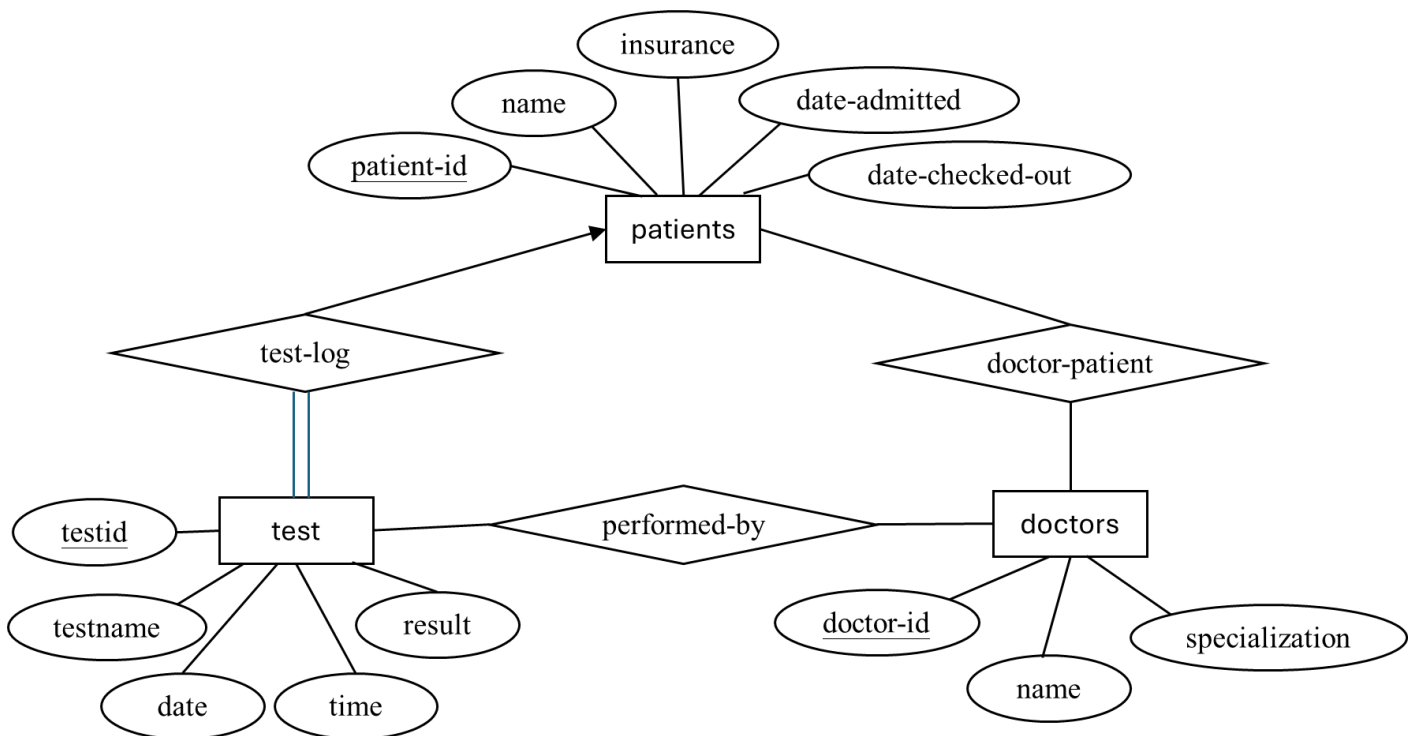 insurance
name
date-admitted
patient-id
date-checked-out
patients
test-log
doctor-patient
testid
test
performed-by
doctors
testname
result
doctor-id
specialization
date
time
name